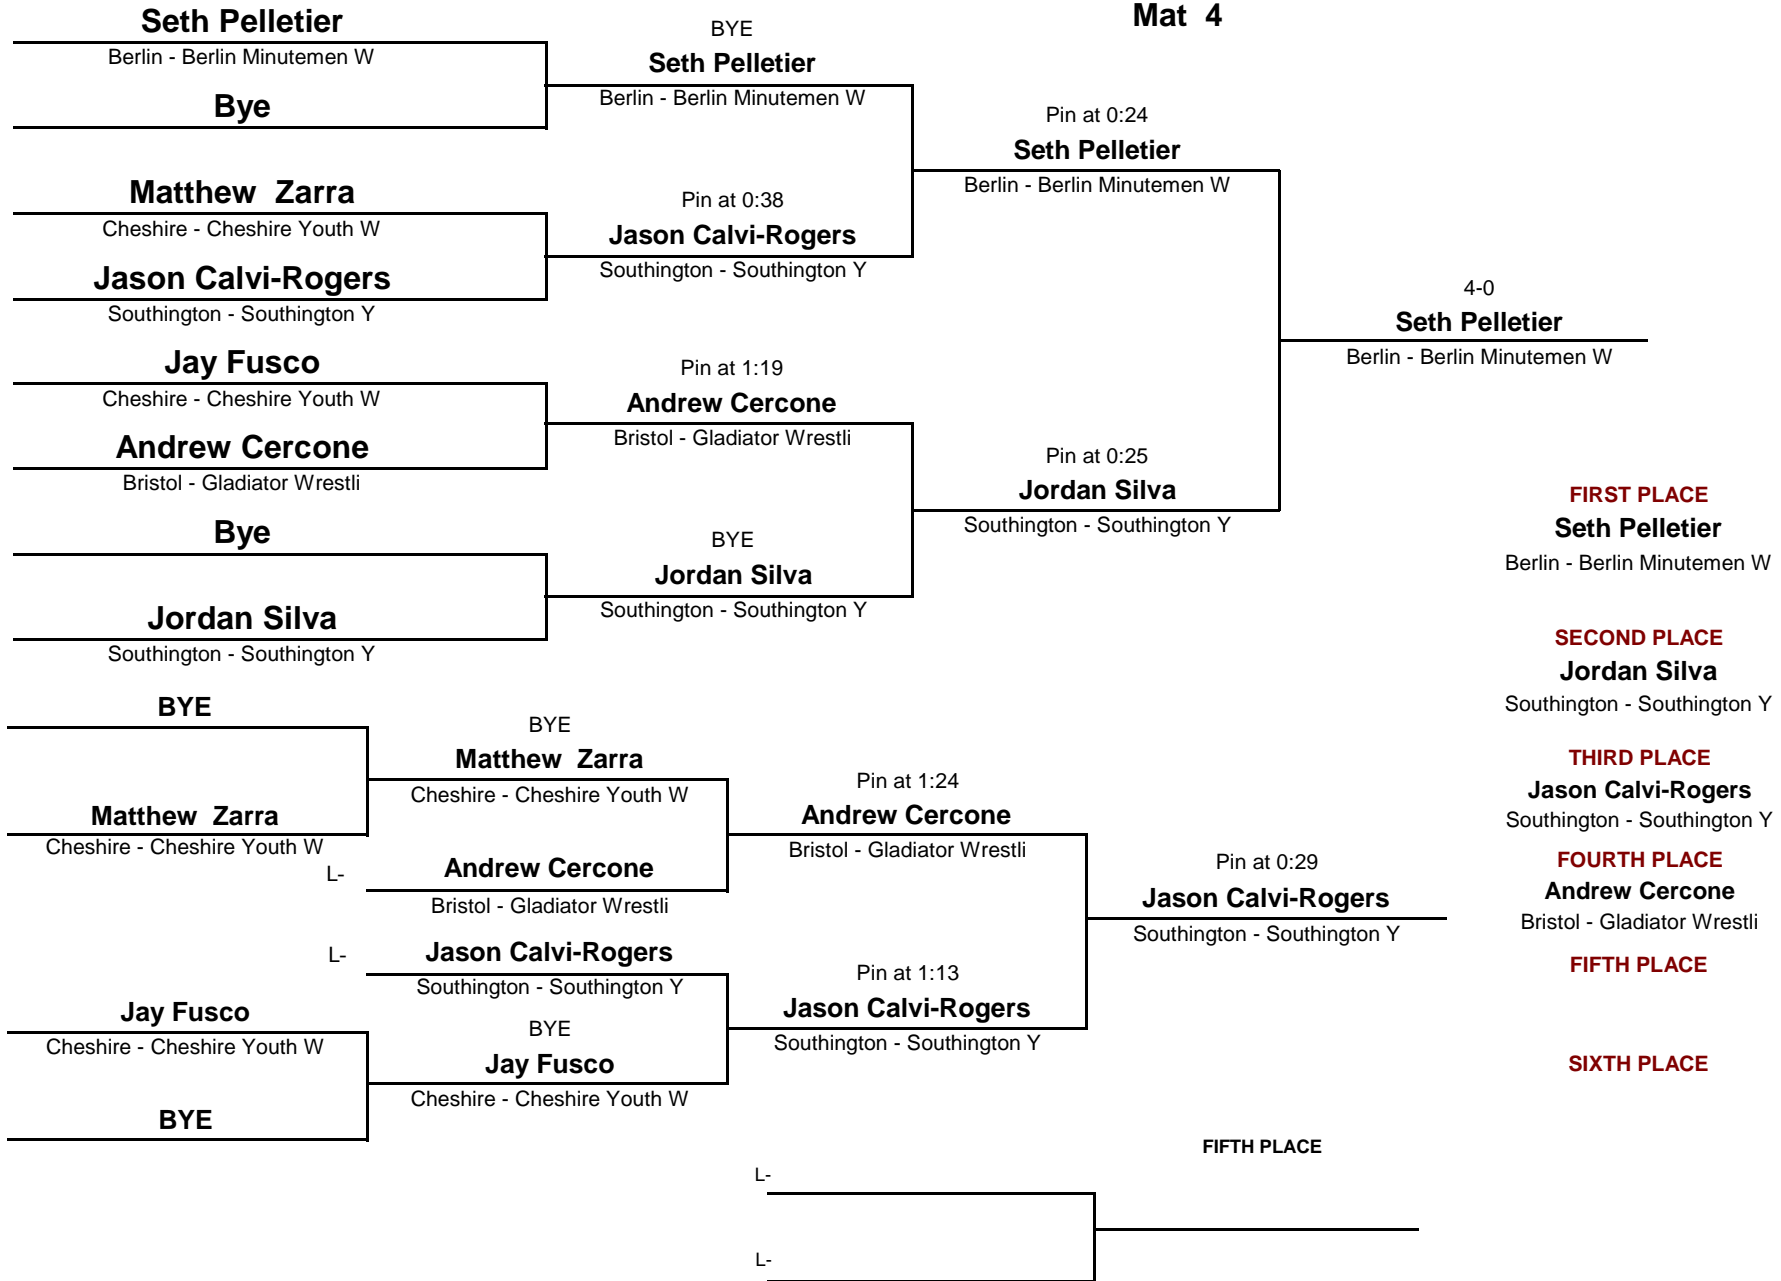 Mat 4
Seth Pelletier
Berlin - Berlin Minutemen W
Bye
Matthew Zarra
Cheshire - Cheshire Youth W
Jason Calvi-Rogers
Southington - Southington Y
Jay Fusco
Cheshire - Cheshire Youth W
Andrew Cercone
Bristol - Gladiator Wrestli
Bye
Jordan Silva
Southington - Southington Y
BYE
Seth Pelletier
Berlin - Berlin Minutemen W
Pin at 0:38
Jason Calvi-Rogers
Southington - Southington Y
Pin at 1:19
Andrew Cercone
Bristol - Gladiator Wrestli
BYE
Jordan Silva
Southington - Southington Y
Pin at 0:24
Seth Pelletier
Berlin - Berlin Minutemen W
Pin at 0:25
Jordan Silva
Southington - Southington Y
4-0
Seth Pelletier
Berlin - Berlin Minutemen W
BYE
Matthew Zarra
Cheshire - Cheshire Youth W
Jay Fusco
Cheshire - Cheshire Youth W
BYE
BYE
Matthew Zarra
Cheshire - Cheshire Youth W
L-
Andrew Cercone
Bristol - Gladiator Wrestli
L-
Jason Calvi-Rogers
Southington - Southington Y
BYE
Jay Fusco
Cheshire - Cheshire Youth W
Pin at 1:24
Andrew Cercone
Bristol - Gladiator Wrestli
Pin at 1:13
Jason Calvi-Rogers
Southington - Southington Y
Pin at 0:29
Jason Calvi-Rogers
Southington - Southington Y
FIFTH PLACE
L-
L-
FIRST PLACE
Seth Pelletier
Berlin - Berlin Minutemen W
SECOND PLACE
Jordan Silva
Southington - Southington Y
THIRD PLACE
Jason Calvi-Rogers
Southington - Southington Y
FOURTH PLACE
Andrew Cercone
Bristol - Gladiator Wrestli
FIFTH PLACE
SIXTH PLACE